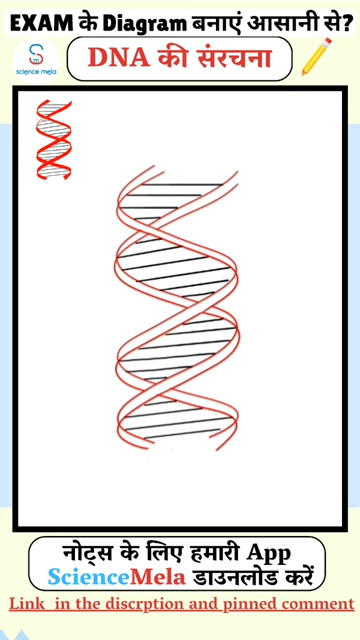 EXAM के Diagram बनाएं आसानी से?
Sm
science mela
DNA की संरचना
नोट्स के लिए हमारी App
ScienceMela डाउनलोड करें
Link in the discrption and pinned comment